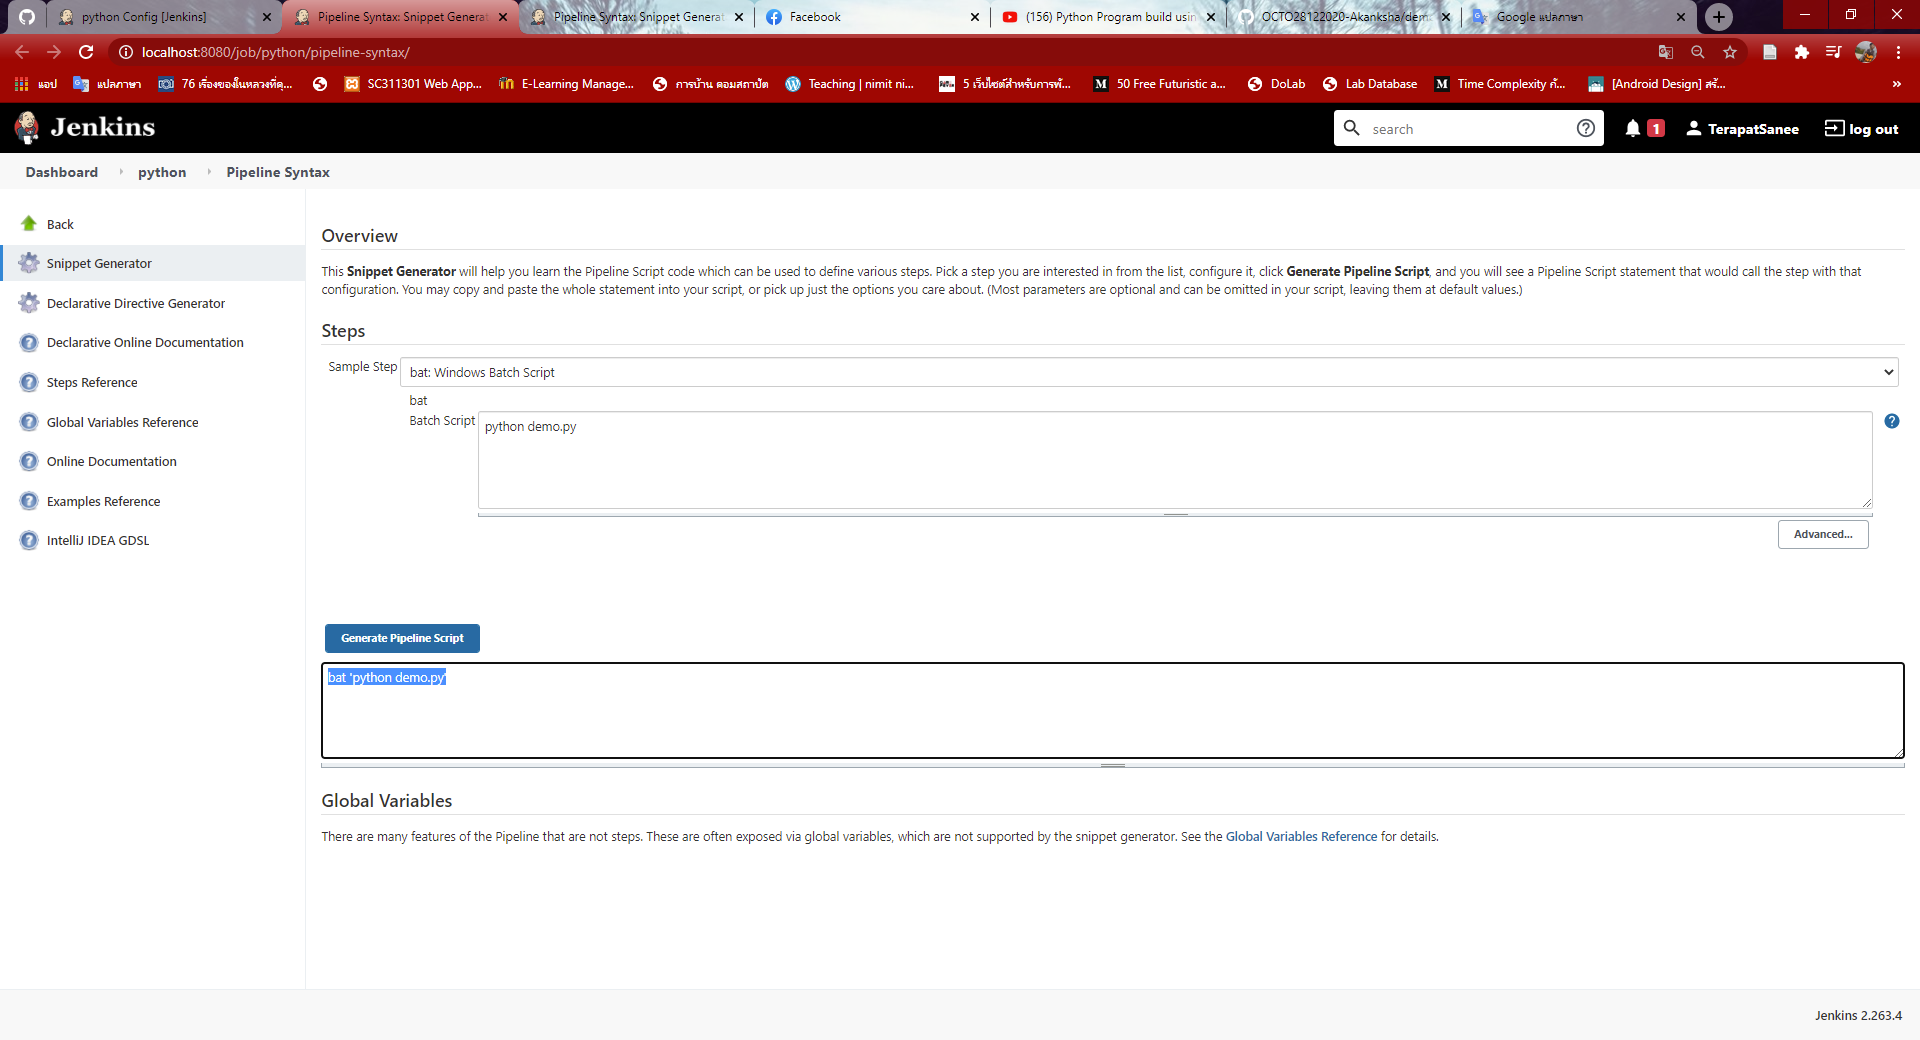 python Config [Jenkins]
Pipeline Syntax: Snippet Generat
Pipeline Syntax: Snippet Generat
Facebook
(156) Python Program build usin
OCTO28122020-Akanksha/dem
Google แปลภาษา
localhost:8080/job/python/pipeline-syntax/
แอป
แปลภาษา
76 เรื่องของในหลวงที่คุ...
SC311301 Web App...
E-Learning Manage...
การบ้าน ดอมสถาปัต
Teaching | nimit ni...
5 เว็บไซต์สำหรับการพั...
50 Free Futuristic a...
DoLab
Lab Database
Time Complexity ก็...
[Android Design] สร้...
»
Jenkins
search
1
TerapatSanee
log out
Dashboard
python
Pipeline Syntax
Back
Snippet Generator
Declarative Directive Generator
Declarative Online Documentation
Steps Reference
Global Variables Reference
Online Documentation
Examples Reference
IntelliJ IDEA GDSL
Overview
This Snippet Generator will help you learn the Pipeline Script code which can be used to define various steps. Pick a step you are interested in from the list, configure it, click Generate Pipeline Script, and you will see a Pipeline Script statement that would call the step with that
configuration. You may copy and paste the whole statement into your script, or pick up just the options you care about. (Most parameters are optional and can be omitted in your script, leaving them at default values.)
Steps
Sample Step
bat: Windows Batch Script
bat
Batch Script
python demo.py
Advanced...
Generate Pipeline Script
bat 'python demo.py'
Global Variables
There are many features of the Pipeline that are not steps. These are often exposed via global variables, which are not supported by the snippet generator. See the Global Variables Reference for details.
Jenkins 2.263.4